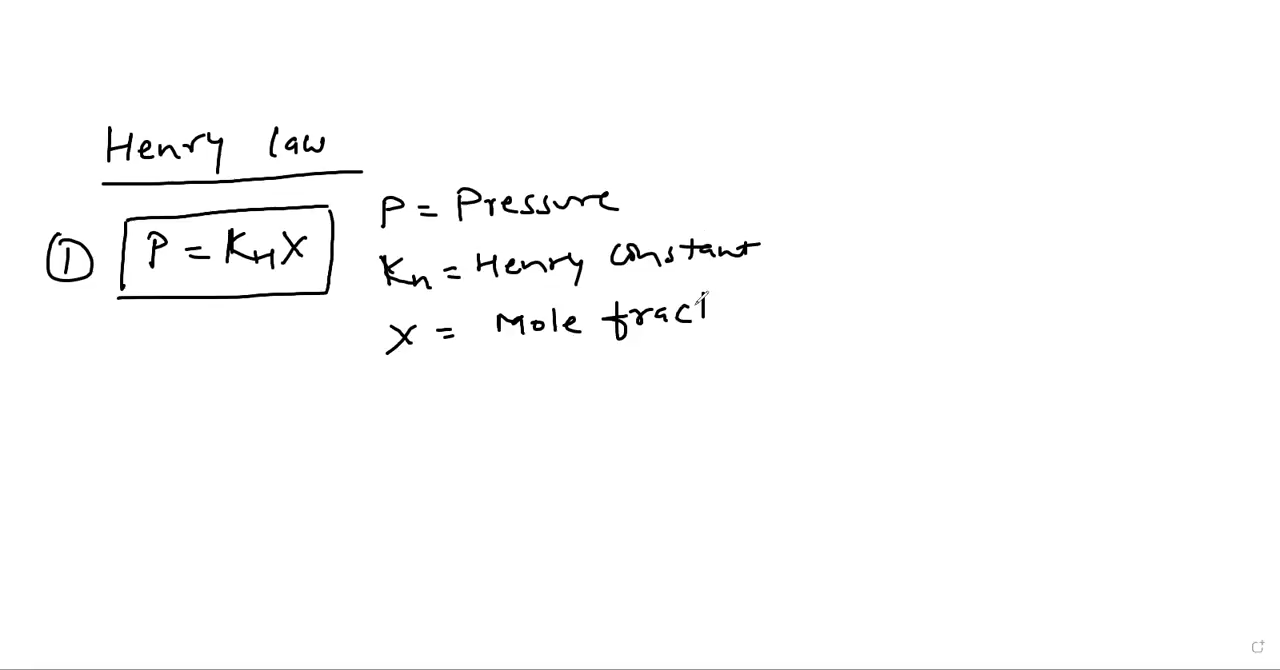 Henry law
① P = KHX
P = Pressure
Kn = Henry constant
X = Mole fract